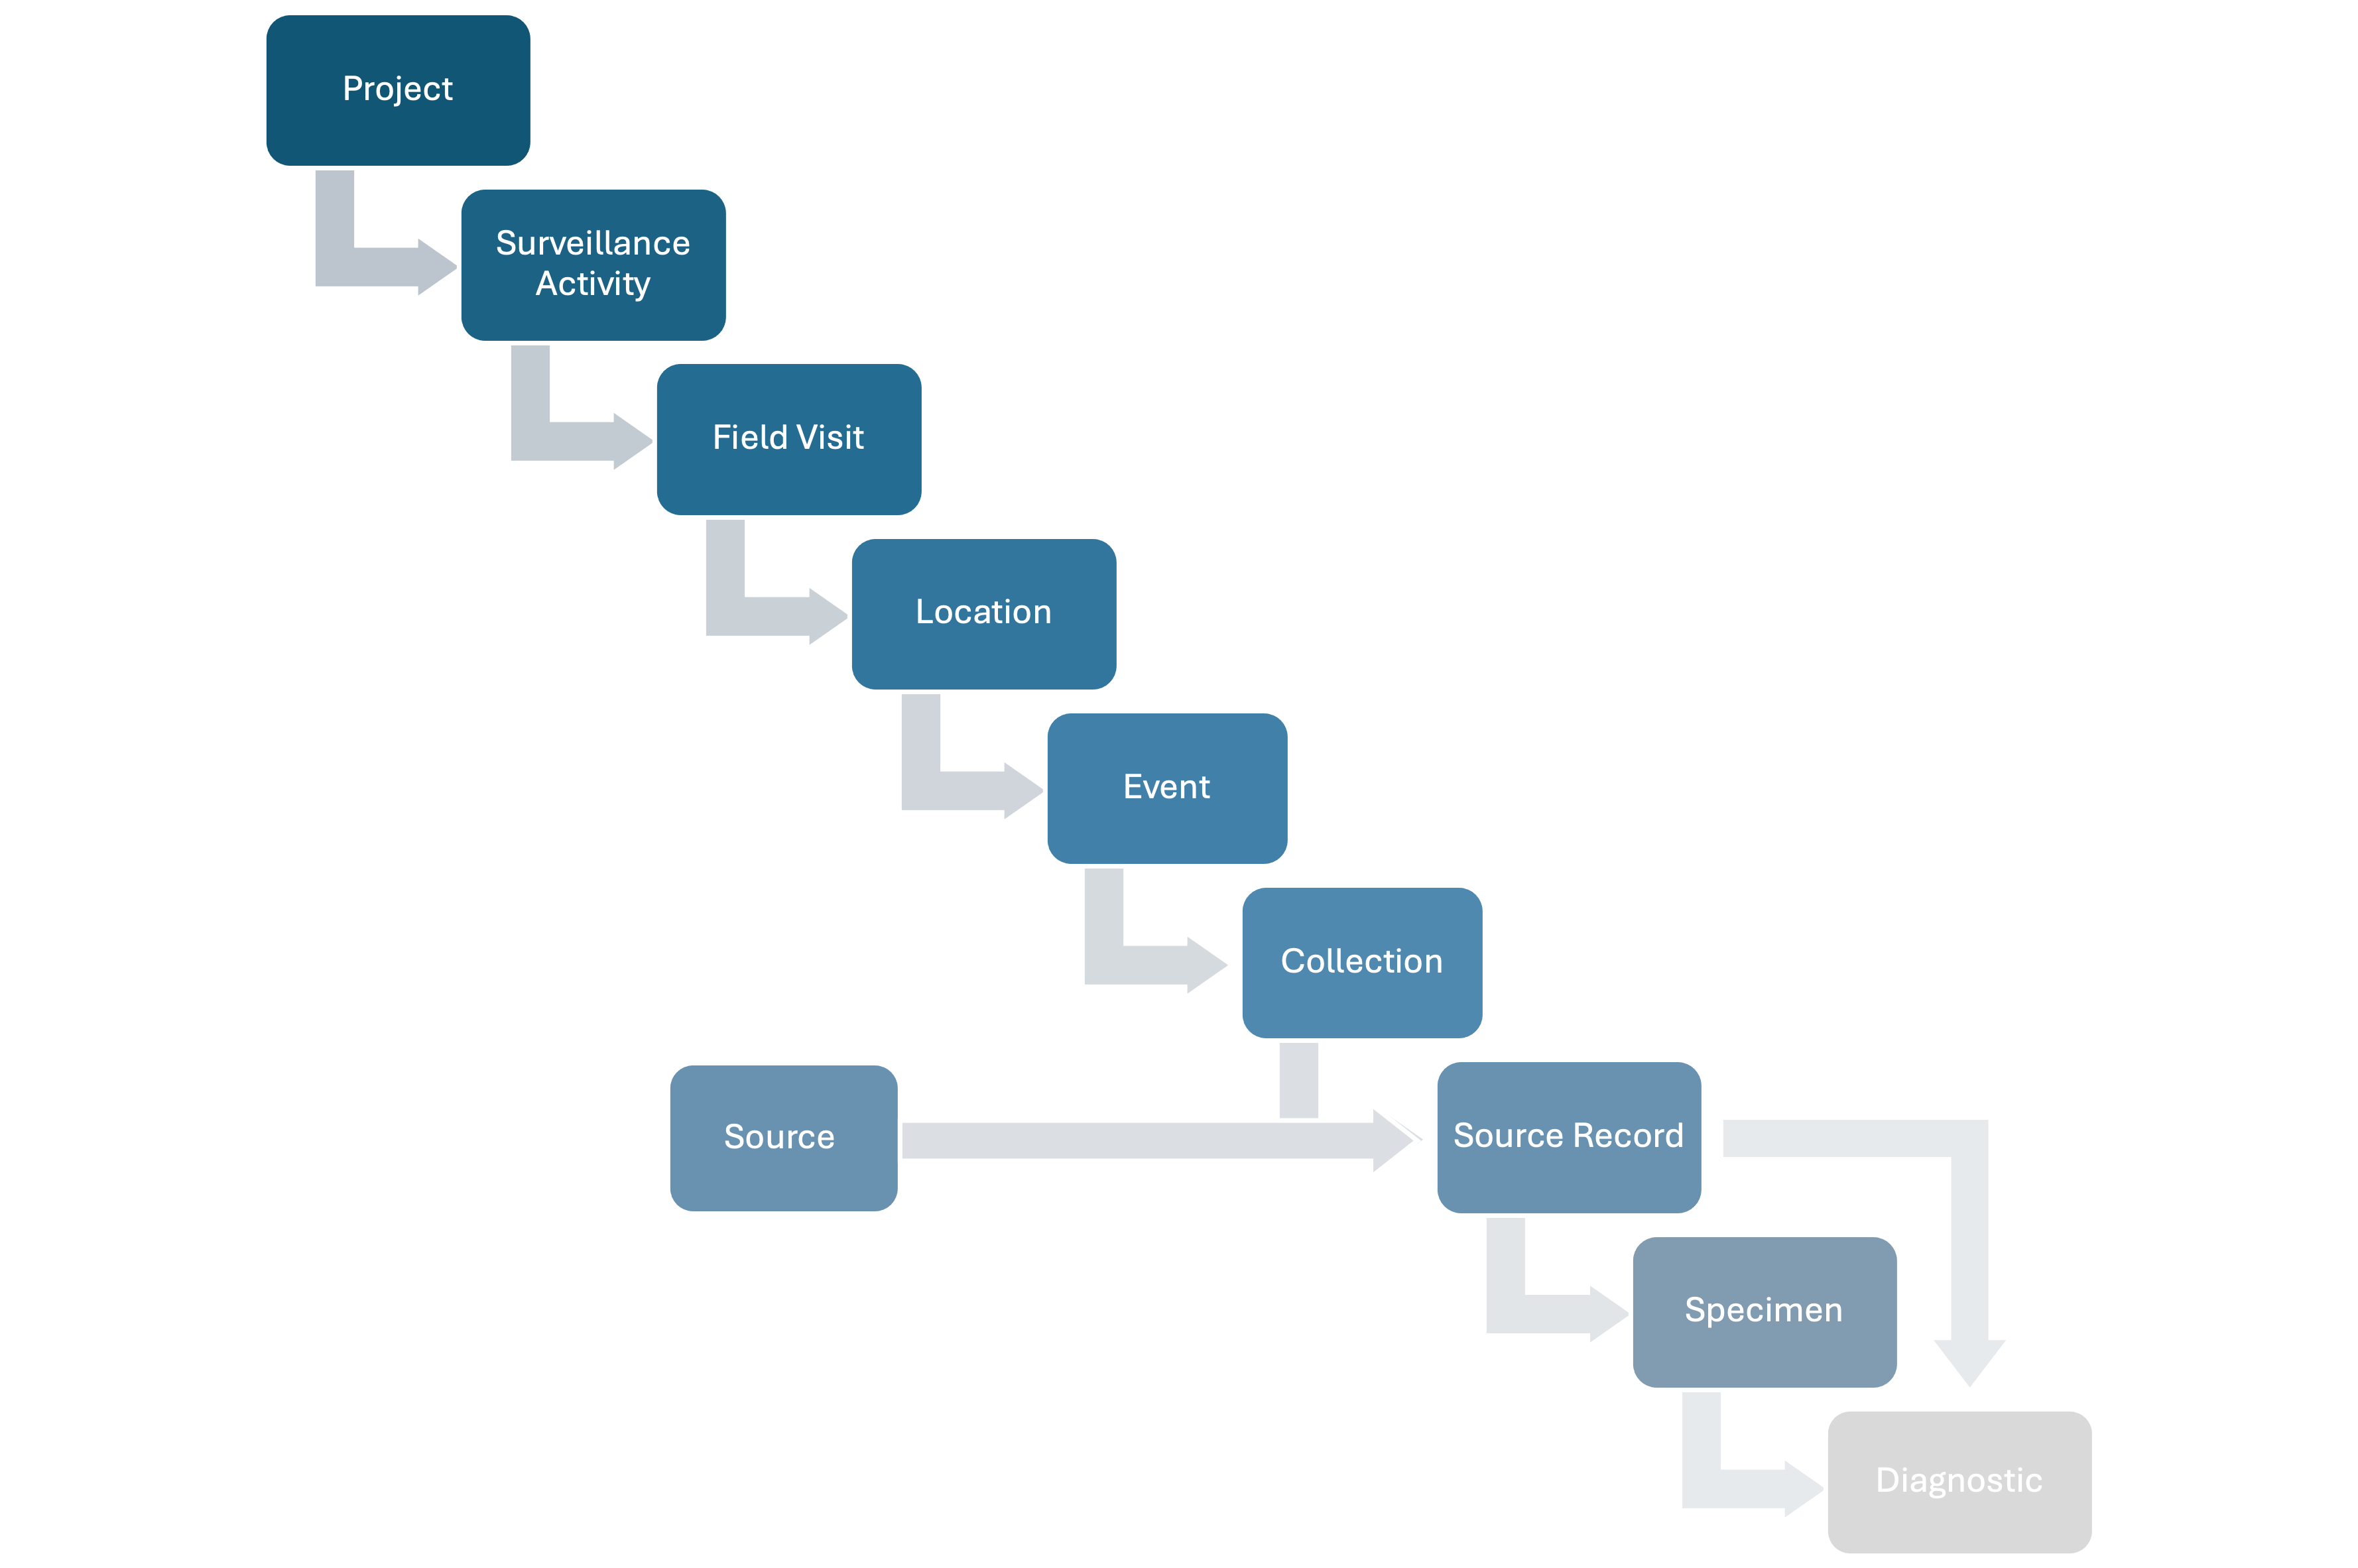 Project
Surveillance
Activity
Field Visit
Location
Event
Collection
Source
Source Record
Specimen
Diagnostic